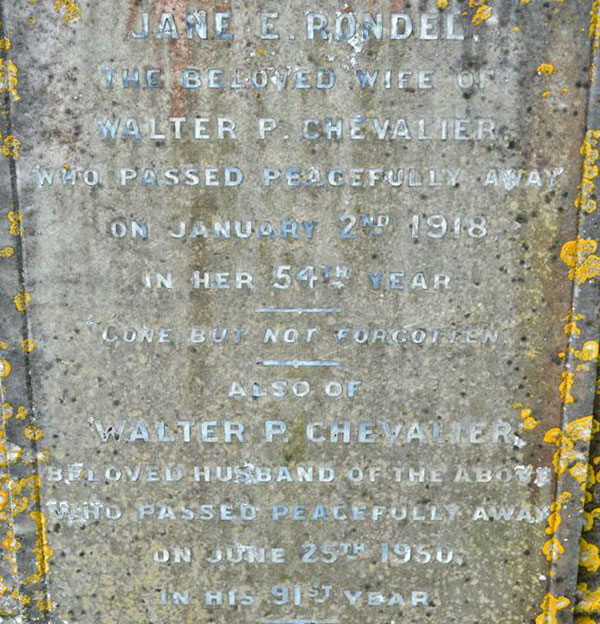 JANE E. RONDEL,
THE BELOVED WIFE OF
WALTER P. CHEVALIER,
WHO PASSED PEACEFULLY AWAY
ON JANUARY 2ND 1918,
IN HER 54TH YEAR
GONE BUT NOT FORGOTTEN.
ALSO OF
WALTER P. CHEVALIER,
BELOVED HUSBAND OF THE ABOVE
WHO PASSED PEACEFULLY AWAY
ON JUNE 25TH 1950,
IN HIS 91ST YEAR.